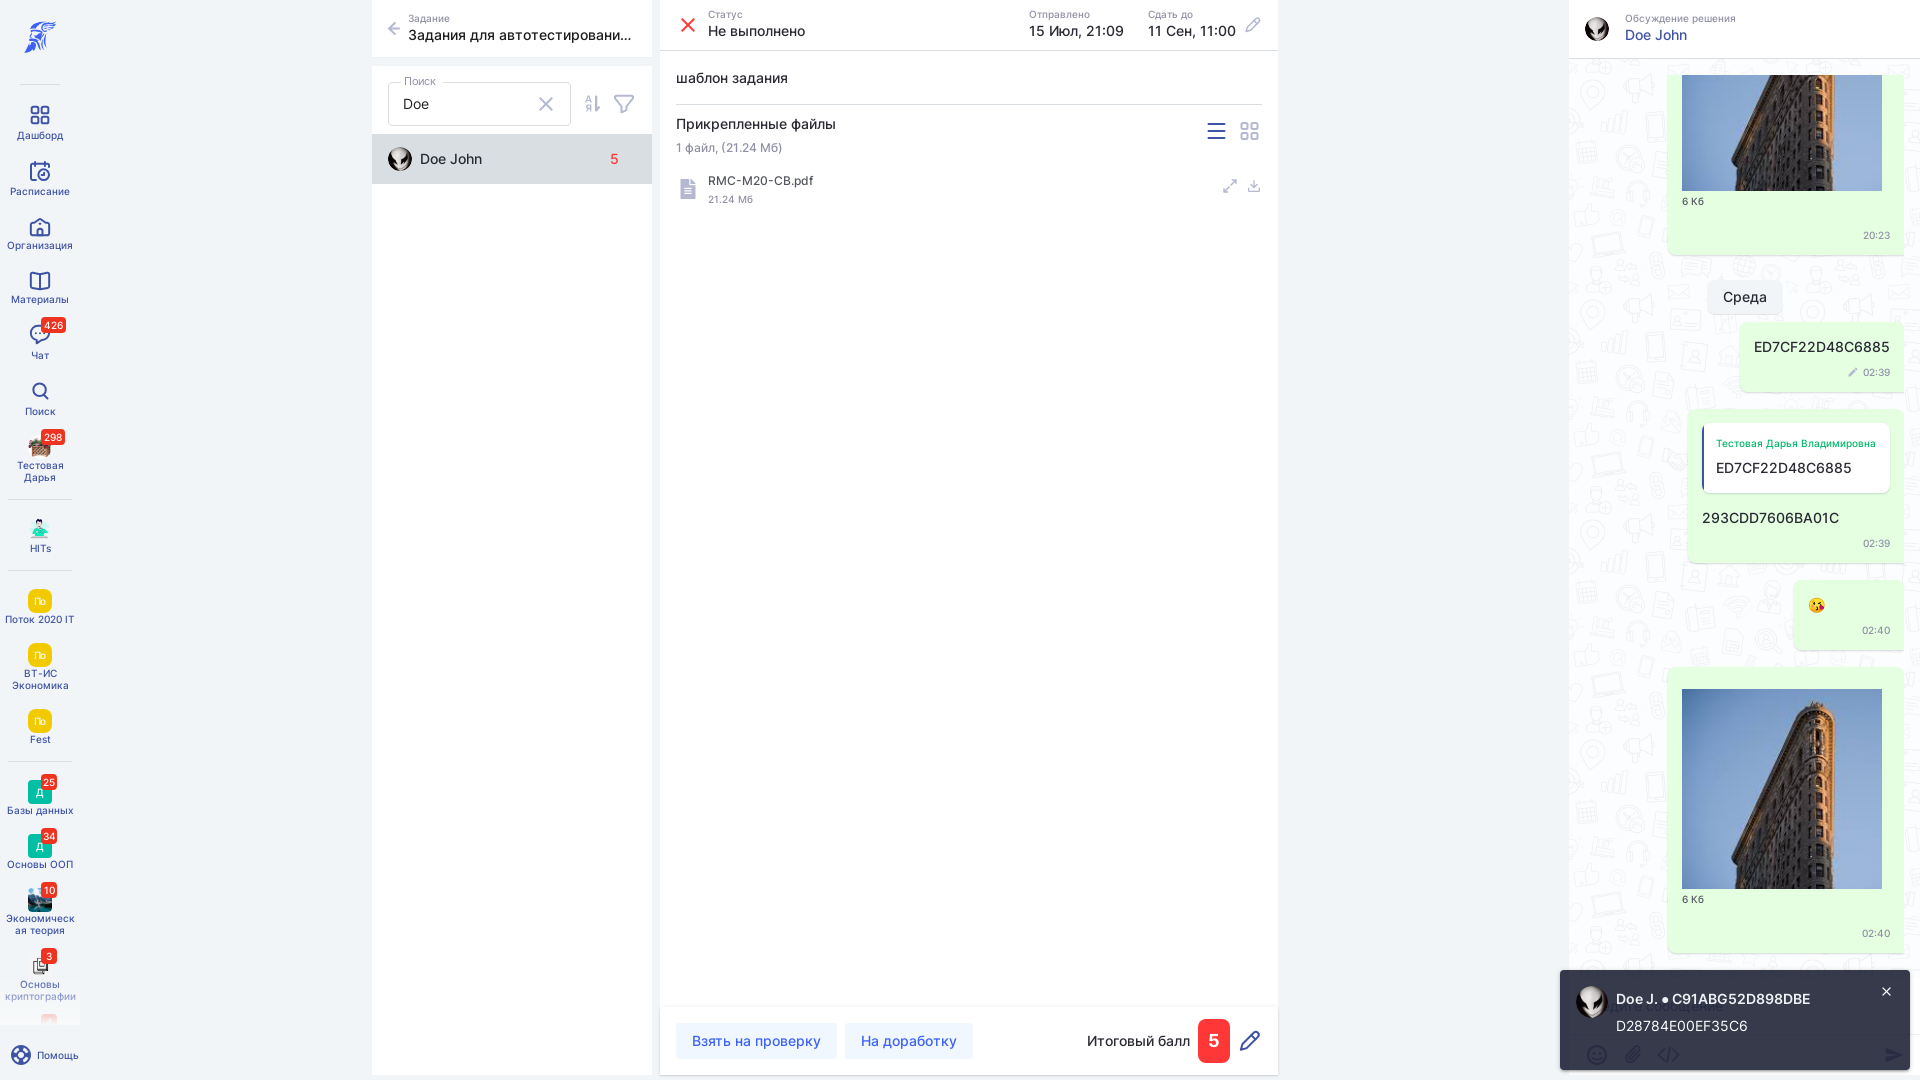 Дашборд
Расписание
Организация
Материалы
426
Чат
Поиск
298
Тестовая
Дарья
HITs
По
Поток 2020 IT
По
ВТ-ИС
Экономика
По
Fest
25
Д
Базы данных
34
Д
Основы ООП
10
Экономическ
ая теория
3
Основы
криптографии
Помощь
Задание
Задания для автотестировани...
Поиск
Doe
Doe John
5
Статус
Не выполнено
Отправлено
15 Июл, 21:09
Сдать до
11 Сен, 11:00
шаблон задания
Прикрепленные файлы
1 файл, (21.24 Мб)
RMC-M20-CB.pdf
21.24 Мб
Взять на проверку
На доработку
Итоговый балл
5
Обсуждение решения
Doe John
6 Кб
20:23
Среда
ED7CF22D48C6885
02:39
Тестовая Дарья Владимировна
ED7CF22D48C6885
293CDD7606BA01C
02:39
02:40
6 Кб
02:40
Doe J. ● C91ABG52D898DBE
D28784E00EF35C6